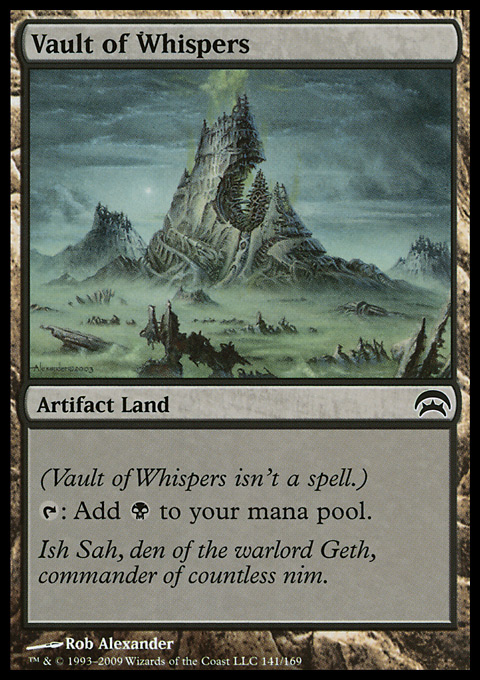 Vault of Whispers
Alexander©2003
Artifact Land
(Vault of Whispers isn't a spell.)
: Add to your mana pool.
Ish Sah, den of the warlord Geth,
commander of countless nim.
Rob Alexander
™ & © 1993–2009 Wizards of the Coast LLC 141/169